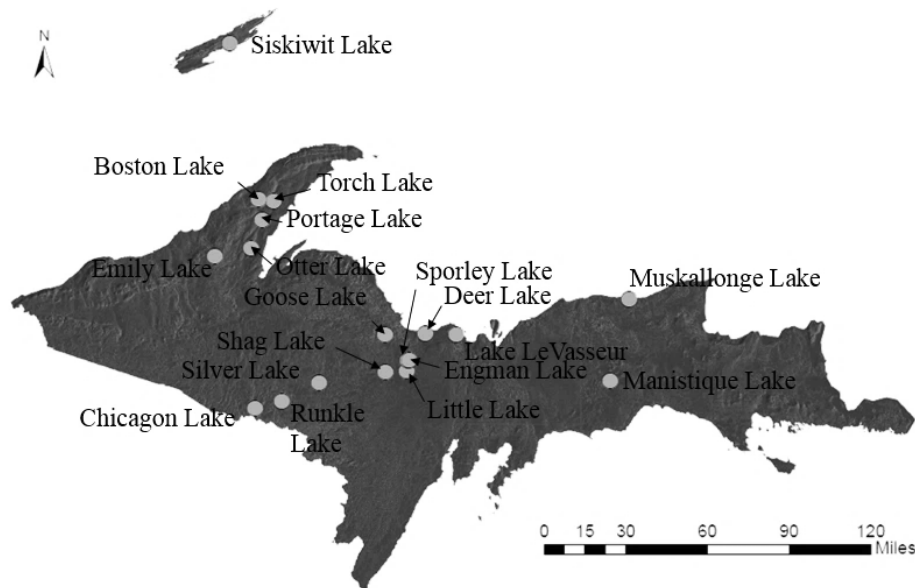 N
Siskiwit Lake
Boston Lake
Torch Lake
Portage Lake
Emily Lake
Otter Lake
Sporley Lake
Muskallonge Lake
Goose Lake
Deer Lake
Shag Lake
Lake LeVasseur
Silver Lake
Engman Lake
Manistique Lake
Chicagon Lake
Runkle
Lake
Little Lake
0 15 30 60 90 120
Miles